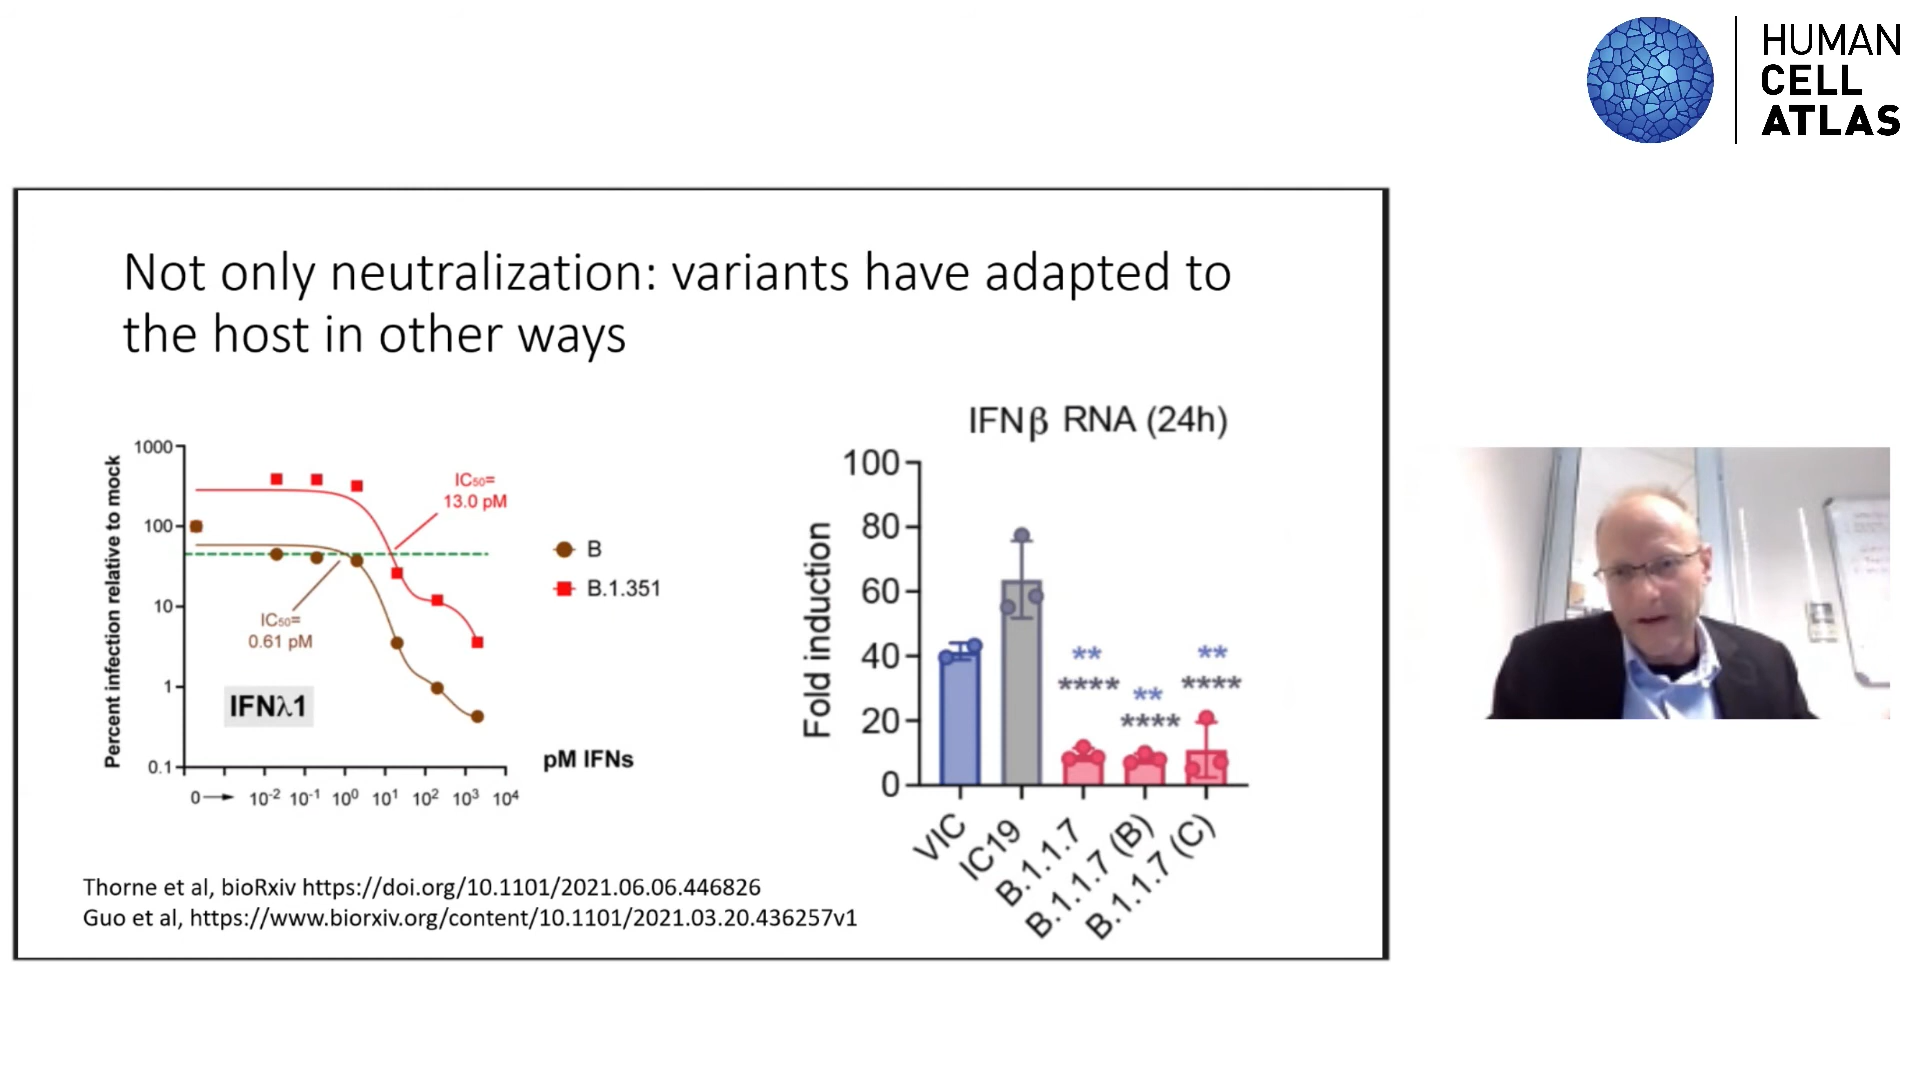 HUMAN
CELL
ATLAS
Not only neutralization: variants have adapted to
the host in other ways
Percent infection relative to mock
1000
100
10
1
0.1
0
10-2
10-1
100
101
102
103
104
IC50=
13.0 pM
IC50=
0.61 pM
IFNλ1
B
B.1.351
pM IFNs
IFNβ RNA (24h)
Fold induction
100
80
60
40
20
0
**
****
**
****
**
****
VIC
IC19
B.1.1.7
B.1.1.7 (B)
B.1.1.7 (C)
Thorne et al, bioRxiv https://doi.org/10.1101/2021.06.06.446826
Guo et al, https://www.biorxiv.org/content/10.1101/2021.03.20.436257v1